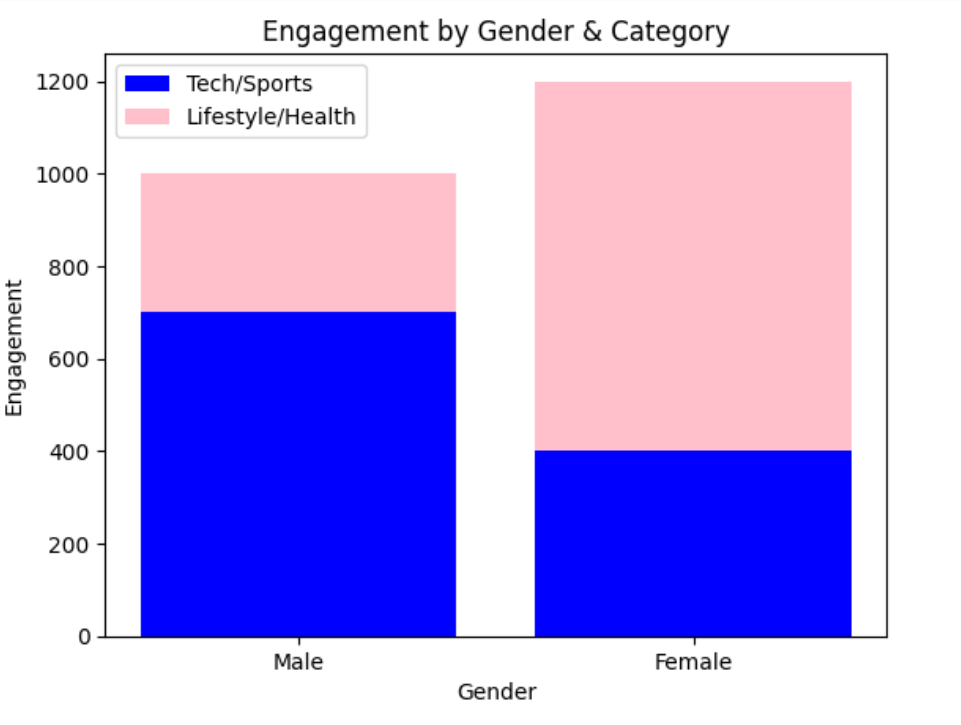 Engagement by Gender & Category
Tech/Sports
Lifestyle/Health
1200
1000
800
600
400
200
0
Engagement
Male
Female
Gender